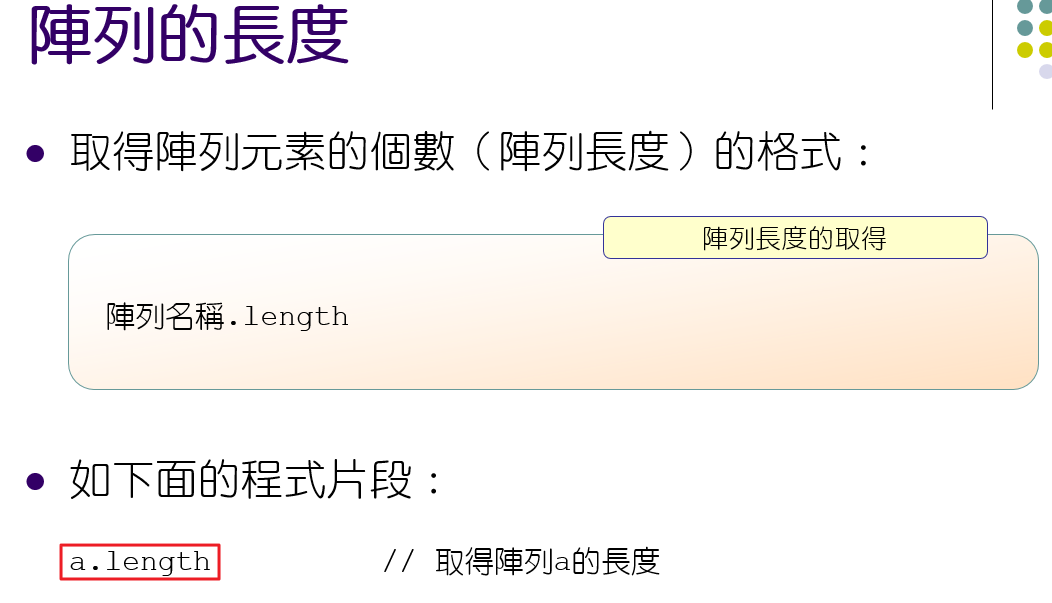 陣列的長度
取得陣列元素的個數（陣列長度）的格式：
陣列長度的取得
陣列名稱.length
如下面的程式片段：
a.length // 取得陣列a的長度